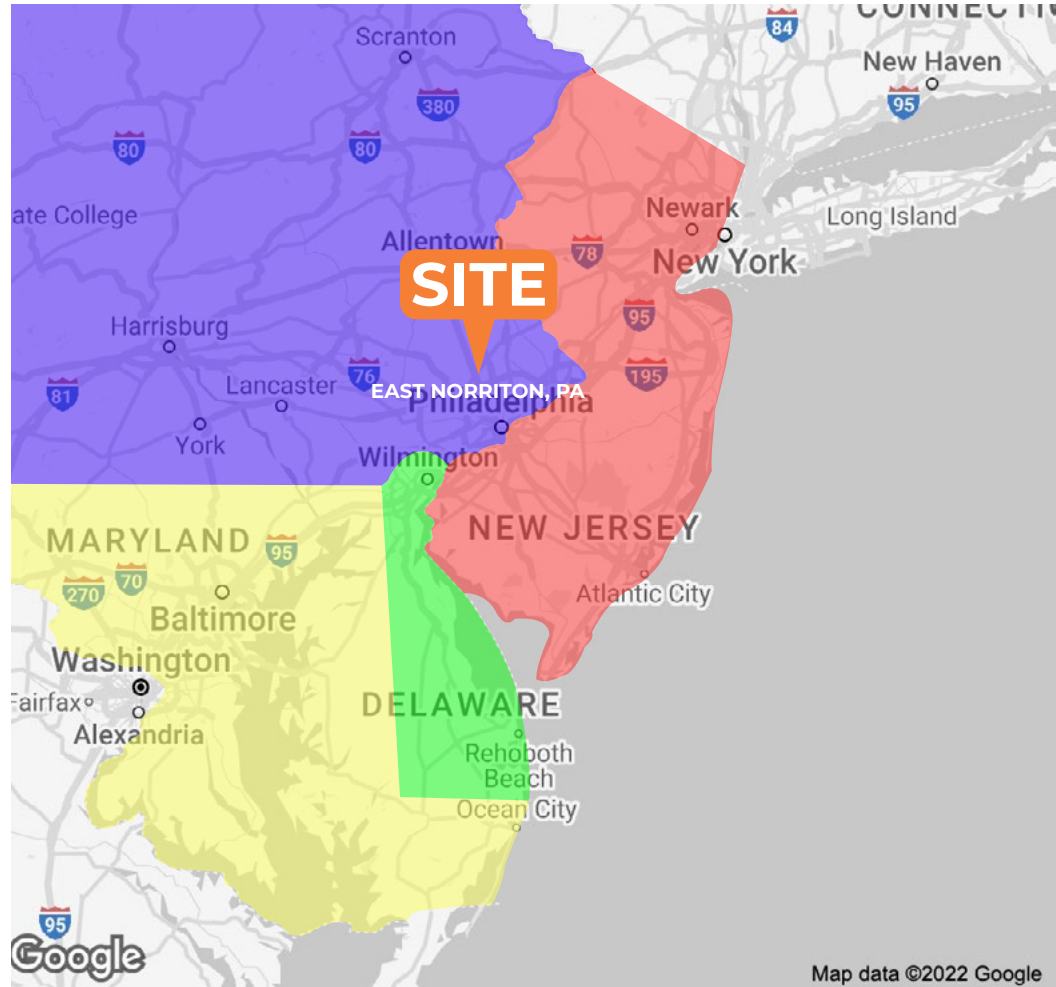 CONNECTI
Scranton
84
New Haven
380
95
80
80
ate College
Newark
Long Island
Allentown
78
New York
SITE
Harrisburg
95
76
195
Lancaster
EAST NORRITON, PA
81
Philadelphia
York
Wilmington
NEW JERSEY
MARYLAND
95
70
270
Atlantic City
Baltimore
Washington
Fairfax
DELAWARE
Alexandria
Rehoboth
Beach
Ocean City
95
Google
Map data ©2022 Google